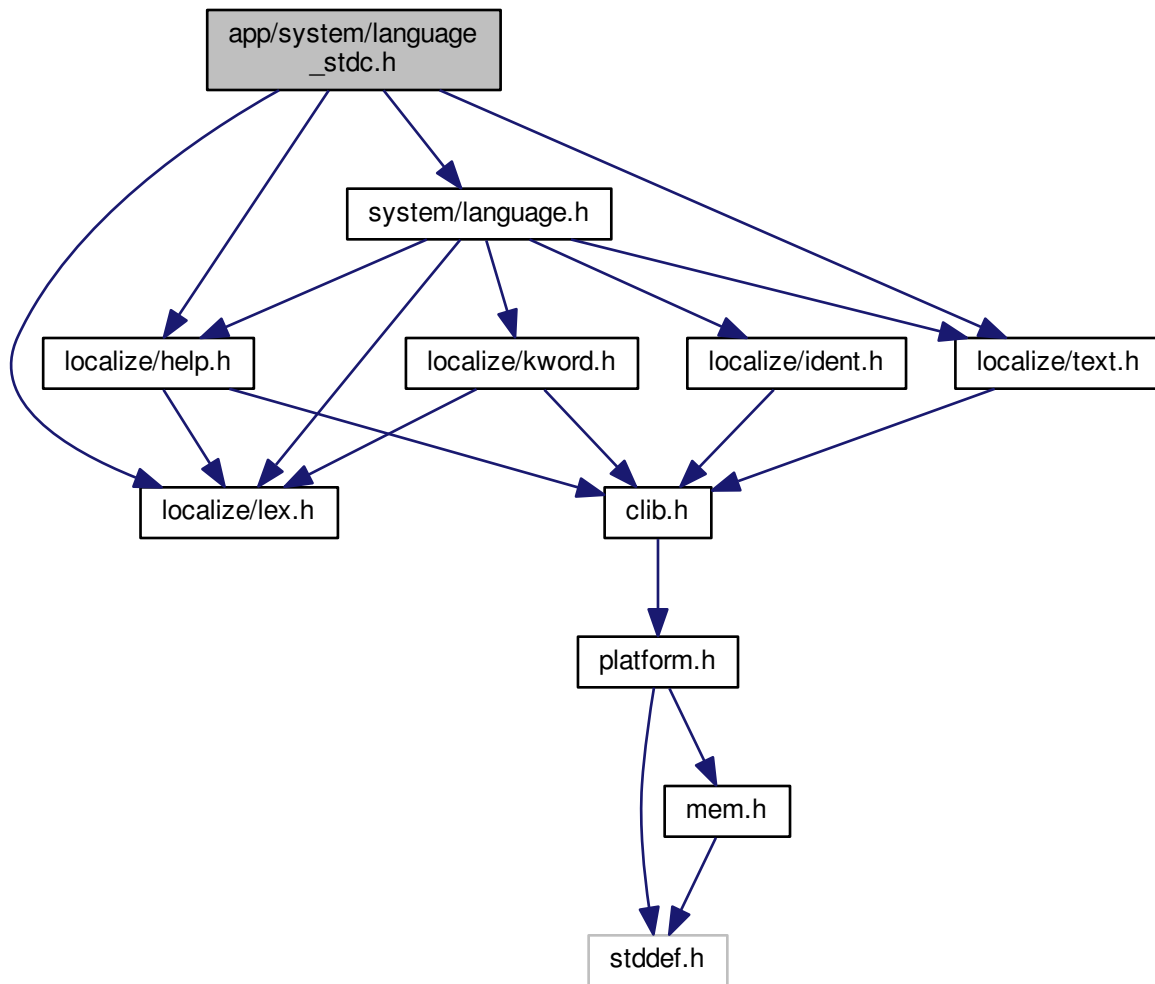 app/system/language
_stdc.h
system/language.h
localize/help.h
localize/kword.h
localize/ident.h
localize/text.h
localize/lex.h
clib.h
platform.h
mem.h
stddef.h